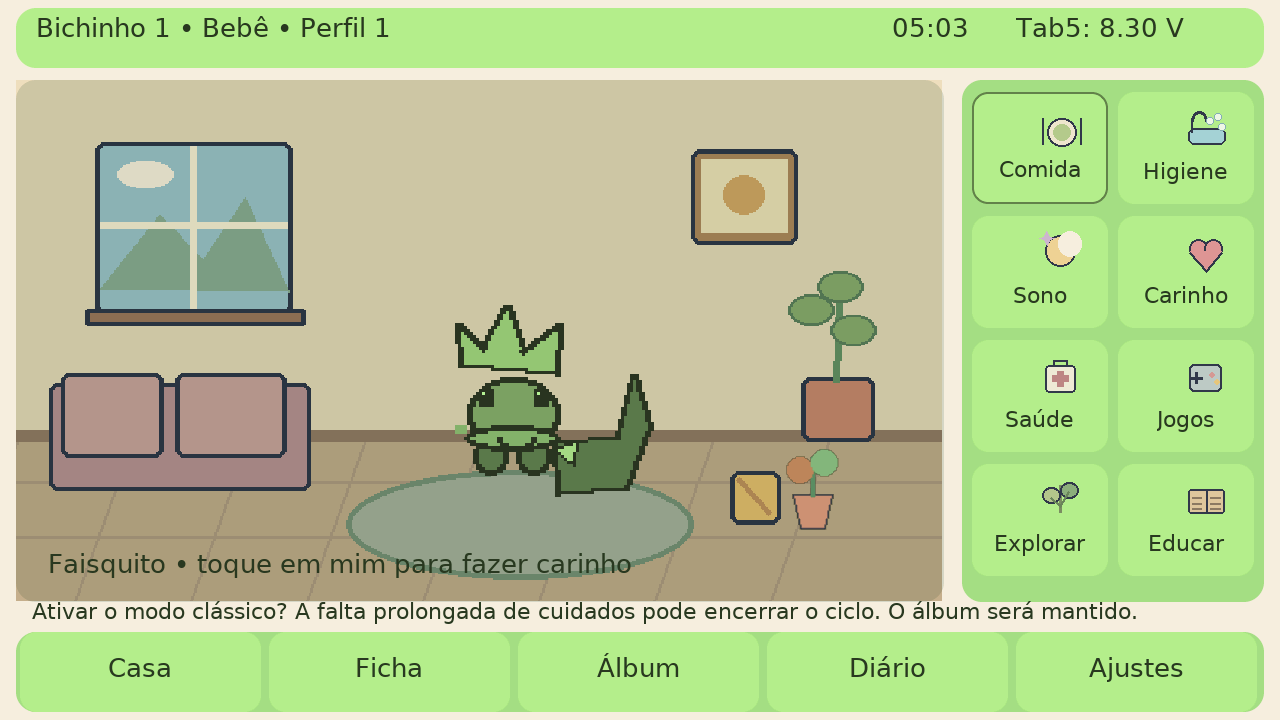 Bichinho 1 • Bebê • Perfil 1
05:03
Tab5: 8.30 V
Comida
Higiene
Sono
Carinho
Saúde
Jogos
Explorar
Educar
Faisquito • toque em mim para fazer carinho
Ativar o modo clássico? A falta prolongada de cuidados pode encerrar o ciclo. O álbum será mantido.
Casa
Ficha
Álbum
Diário
Ajustes